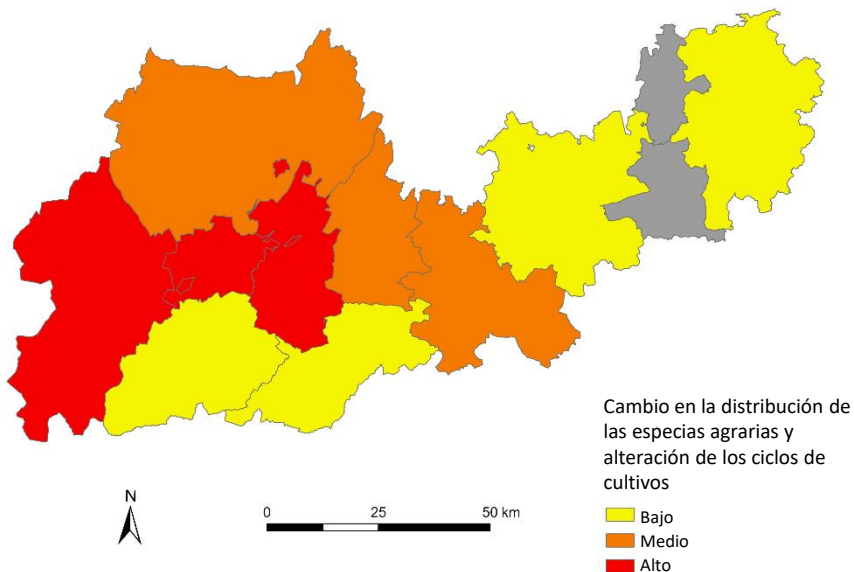 Cambio en la distribución de
las especias agrarias y
alteración de los ciclos de
cultivos
N
0 25 50 km
Bajo
Medio
Alto